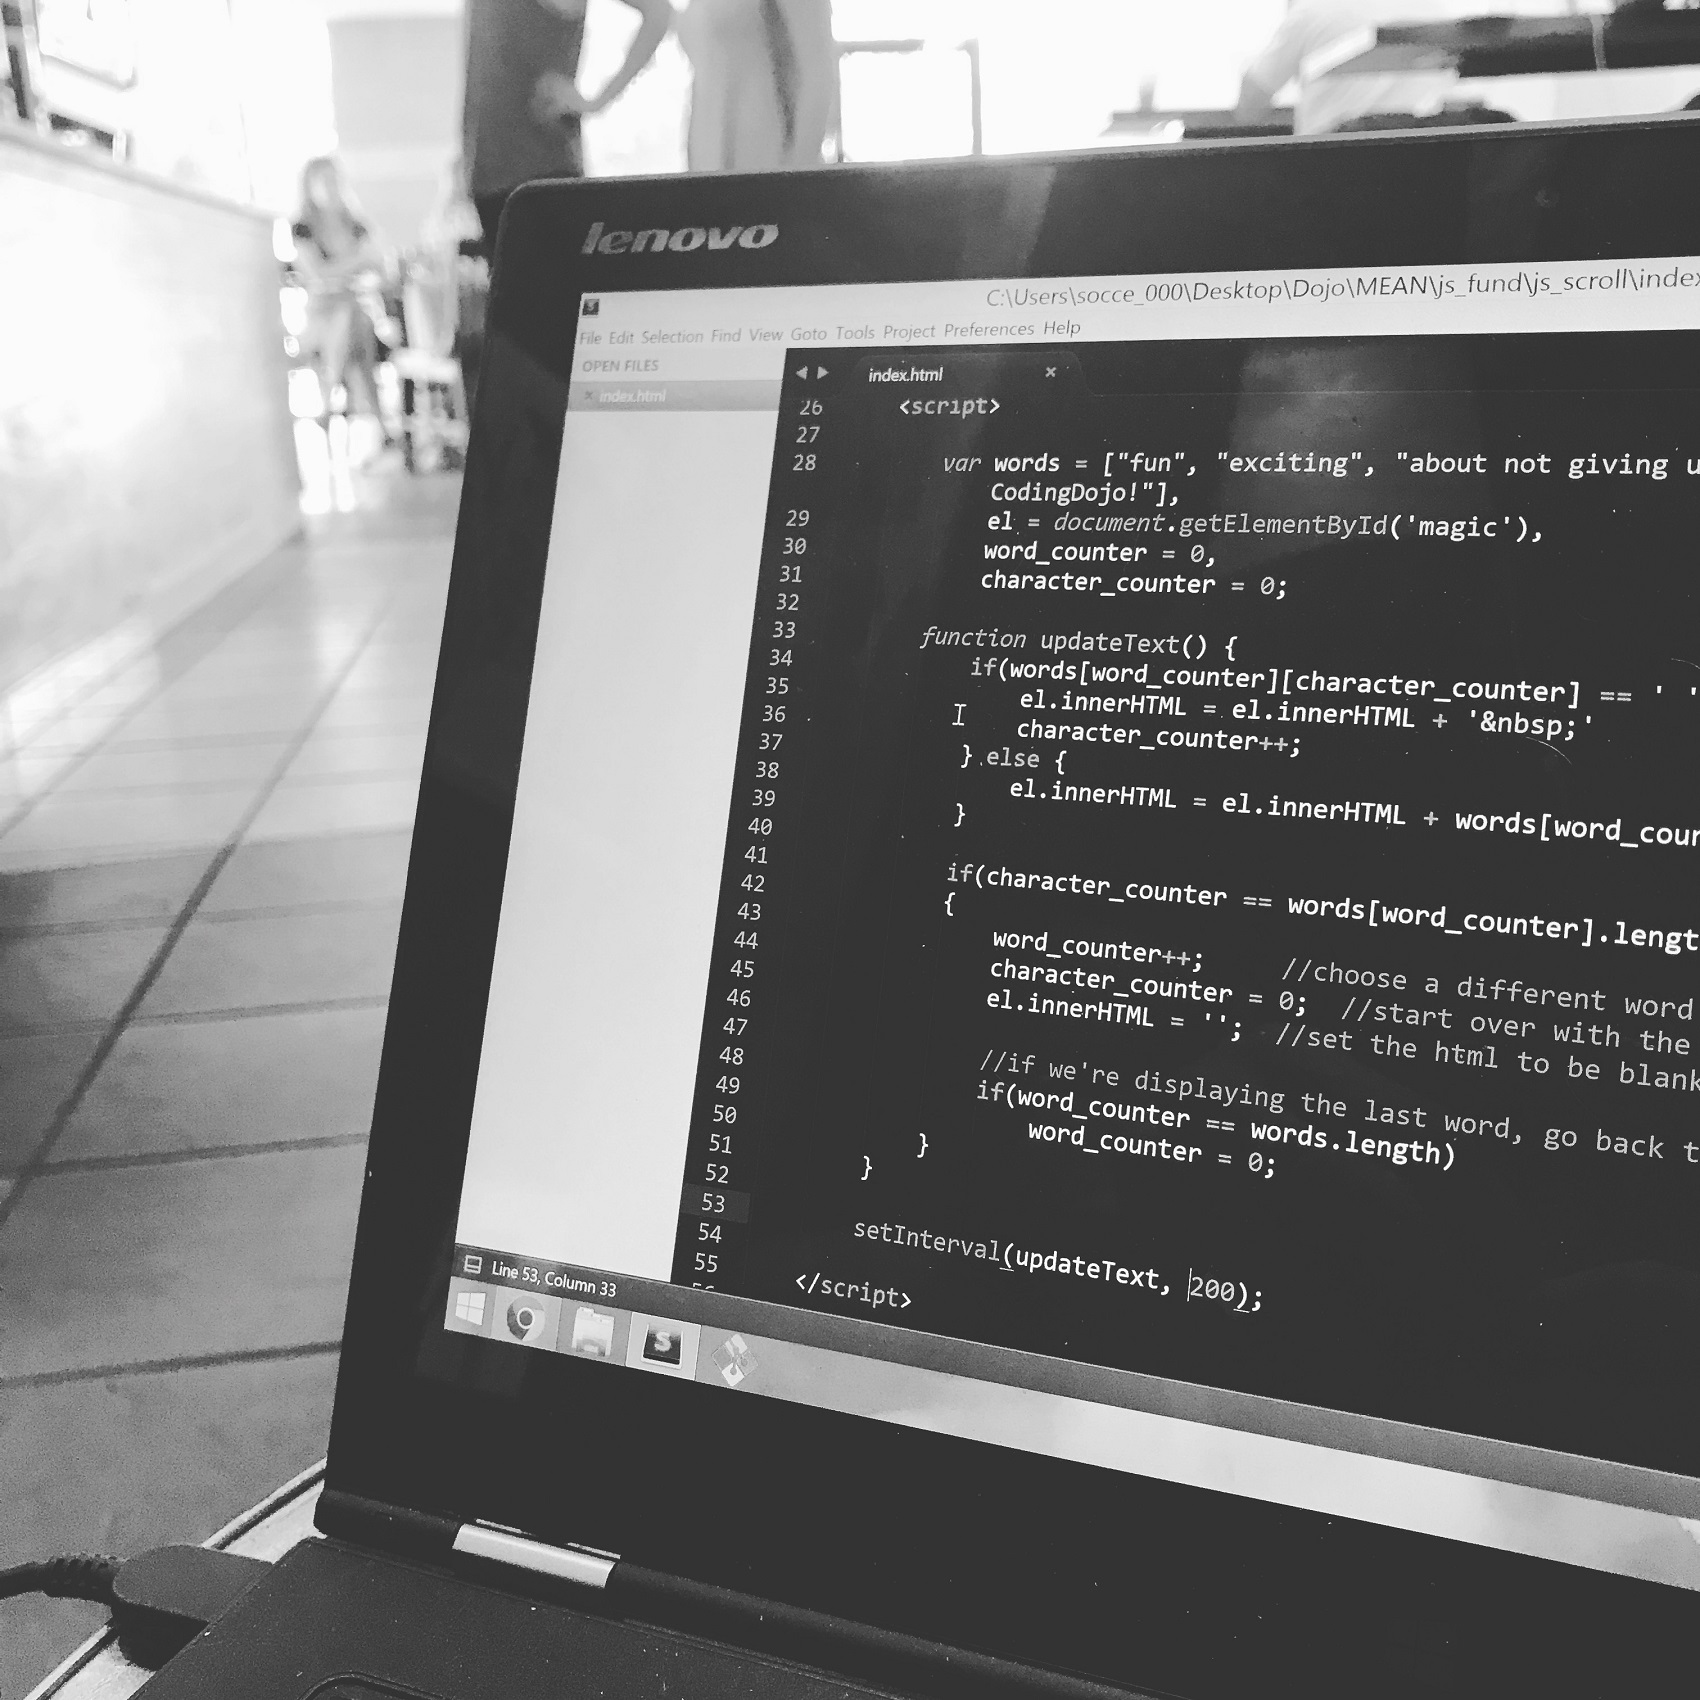 lenovo
C:\Users\socce_000\Desktop\Dojo\MEAN\js_fund\js_scroll\index
File Edit Selection Find View Goto Tools Project Preferences Help
OPEN FILES
index.html
index.html
26 <script>
27
28 var words = ["fun", "exciting", "about not giving u
CodingDojo!"],
29 el = document.getElementById('magic'),
30 word_counter = 0,
31 character_counter = 0;
32
33 function updateText() {
34 if(words[word_counter][character_counter] == ' '
35 el.innerHTML = el.innerHTML + '&nbsp;'
36 character_counter++;
37 } else {
38 el.innerHTML = el.innerHTML + words[word_coun
39 }
40
41 if(character_counter == words[word_counter].lengt
42 {
43 word_counter++; //choose a different word
44 character_counter = 0; //start over with the
45 el.innerHTML = ''; //set the html to be blank
46
47 //if we're displaying the last word, go back t
48 if(word_counter == words.length)
49 word_counter = 0;
50 }
51 }
52
53 setInterval(updateText, 200);
54 </script>
55
Line 53, Column 33